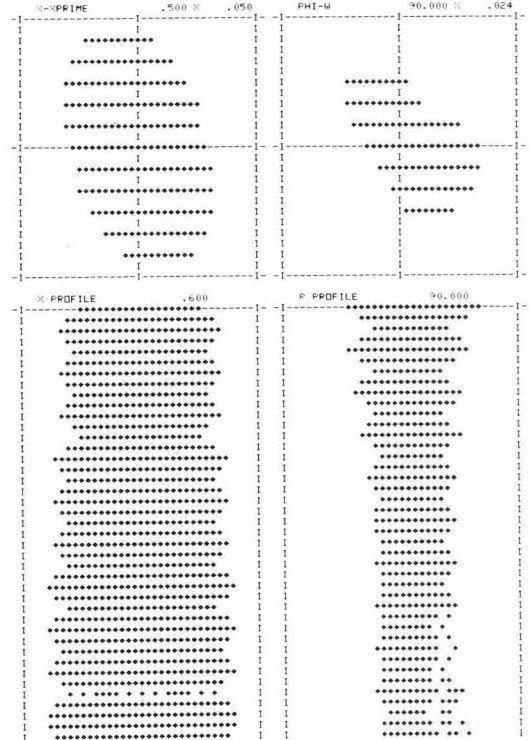 X-XPRIME .500 X .050
PHI-W 90.000 X .024
X PROFILE .600
P PROFILE 90.000